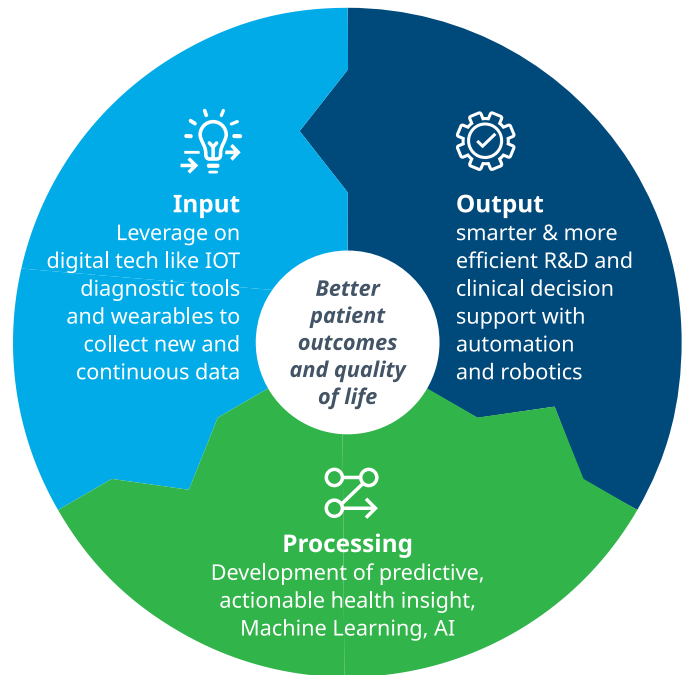 Input
Leverage on
digital tech like IOT
diagnostic tools
and wearables to
collect new and
continuous data
Output
smarter & more
efficient R&D and
clinical decision
support with
automation
and robotics
Better
patient
outcomes
and quality
of life
Processing
Development of predictive,
actionable health insight,
Machine Learning, AI